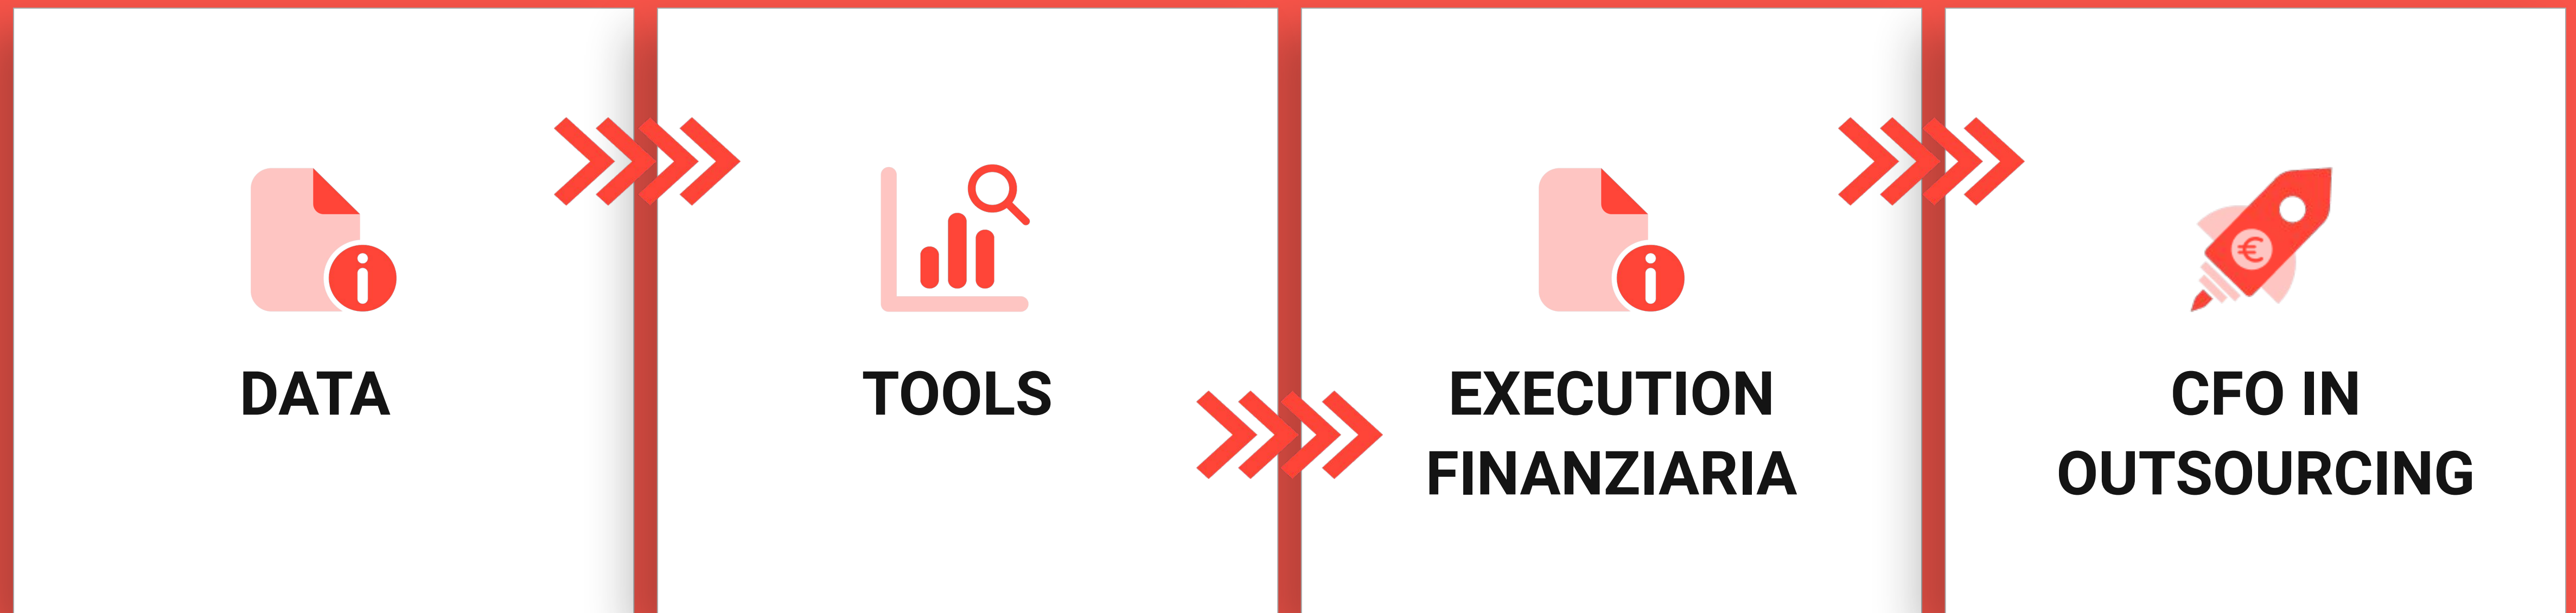 DATA
TOOLS
EXECUTION
FINANZIARIA
€
CFO IN
OUTSOURCING